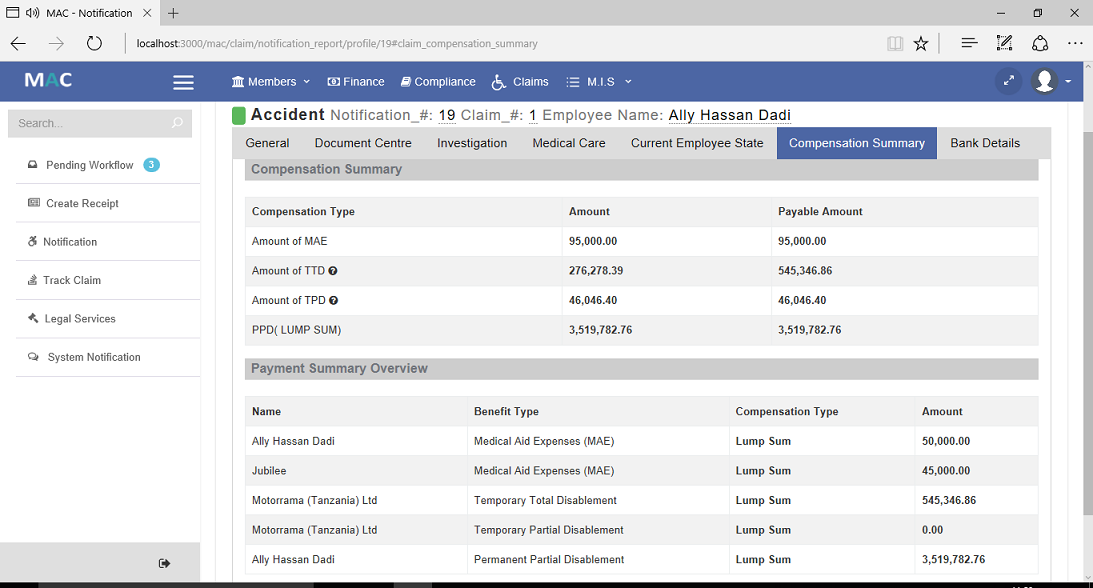 MAC - Notification
localhost:3000/mac/claim/notification_report/profile/19#claim_compensation_summary
MAC Members Finance Compliance Claims M.I.S
Search...
Pending Workflow 3
Create Receipt
Notification
Track Claim
Legal Services
System Notification
Accident Notification_#: 19 Claim_#: 1 Employee Name: Ally Hassan Dadi
General Document Centre Investigation Medical Care Current Employee State Compensation Summary Bank Details
Compensation Summary
Compensation Type Amount Payable Amount
Amount of MAE 95,000.00 95,000.00
Amount of TTD 276,278.39 545,346.86
Amount of TPD 46,046.40 46,046.40
PPD( LUMP SUM) 3,519,782.76 3,519,782.76
Payment Summary Overview
Name Benefit Type Compensation Type Amount
Ally Hassan Dadi Medical Aid Expenses (MAE) Lump Sum 50,000.00
Jubilee Medical Aid Expenses (MAE) Lump Sum 45,000.00
Motorrama (Tanzania) Ltd Temporary Total Disablement Lump Sum 545,346.86
Motorrama (Tanzania) Ltd Temporary Partial Disablement Lump Sum 0.00
Ally Hassan Dadi Permanent Partial Disablement Lump Sum 3,519,782.76